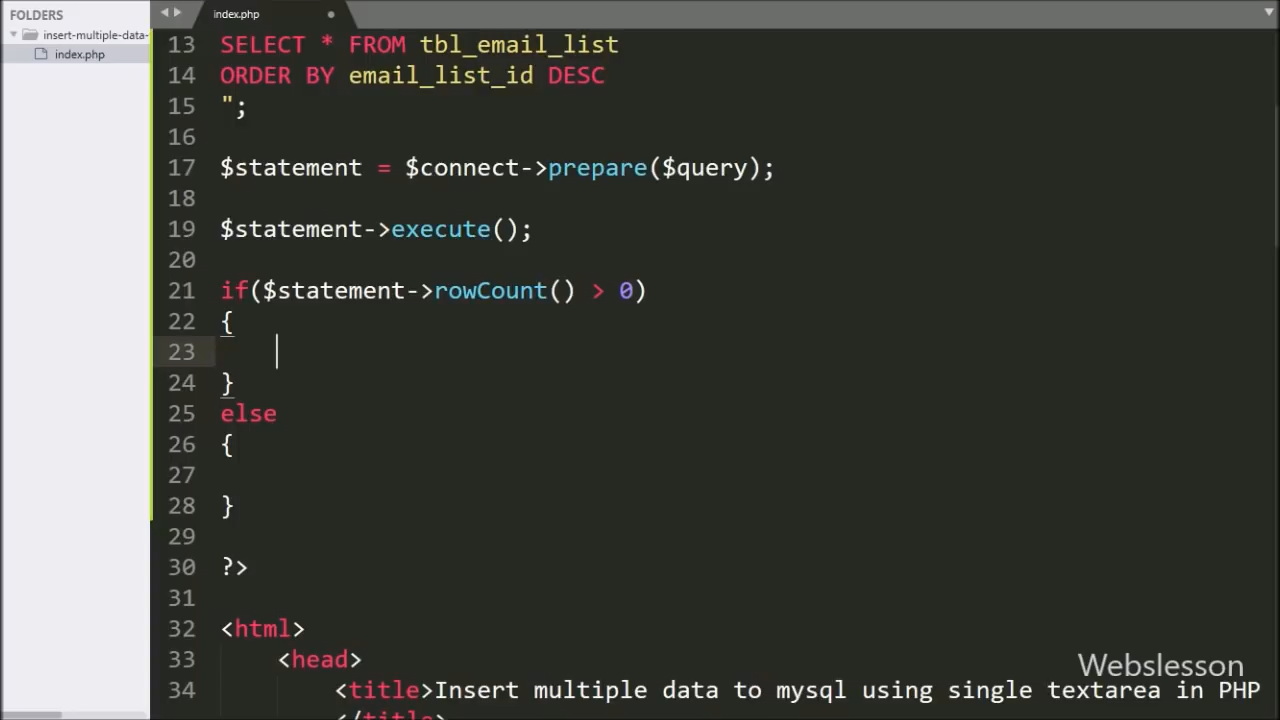 FOLDERS
insert-multiple-data-
index.php
index.php
13 SELECT * FROM tbl_email_list
14 ORDER BY email_list_id DESC
15 ";
16
17 $statement = $connect->prepare($query);
18
19 $statement->execute();
20
21 if($statement->rowCount() > 0)
22 {
23
24 }
25 else
26 {
27
28 }
29
30 ?>
31
32 <html>
33 <head>
34 <title>Insert multiple data to mysql using single textarea in PHP
</title>
Webslesson